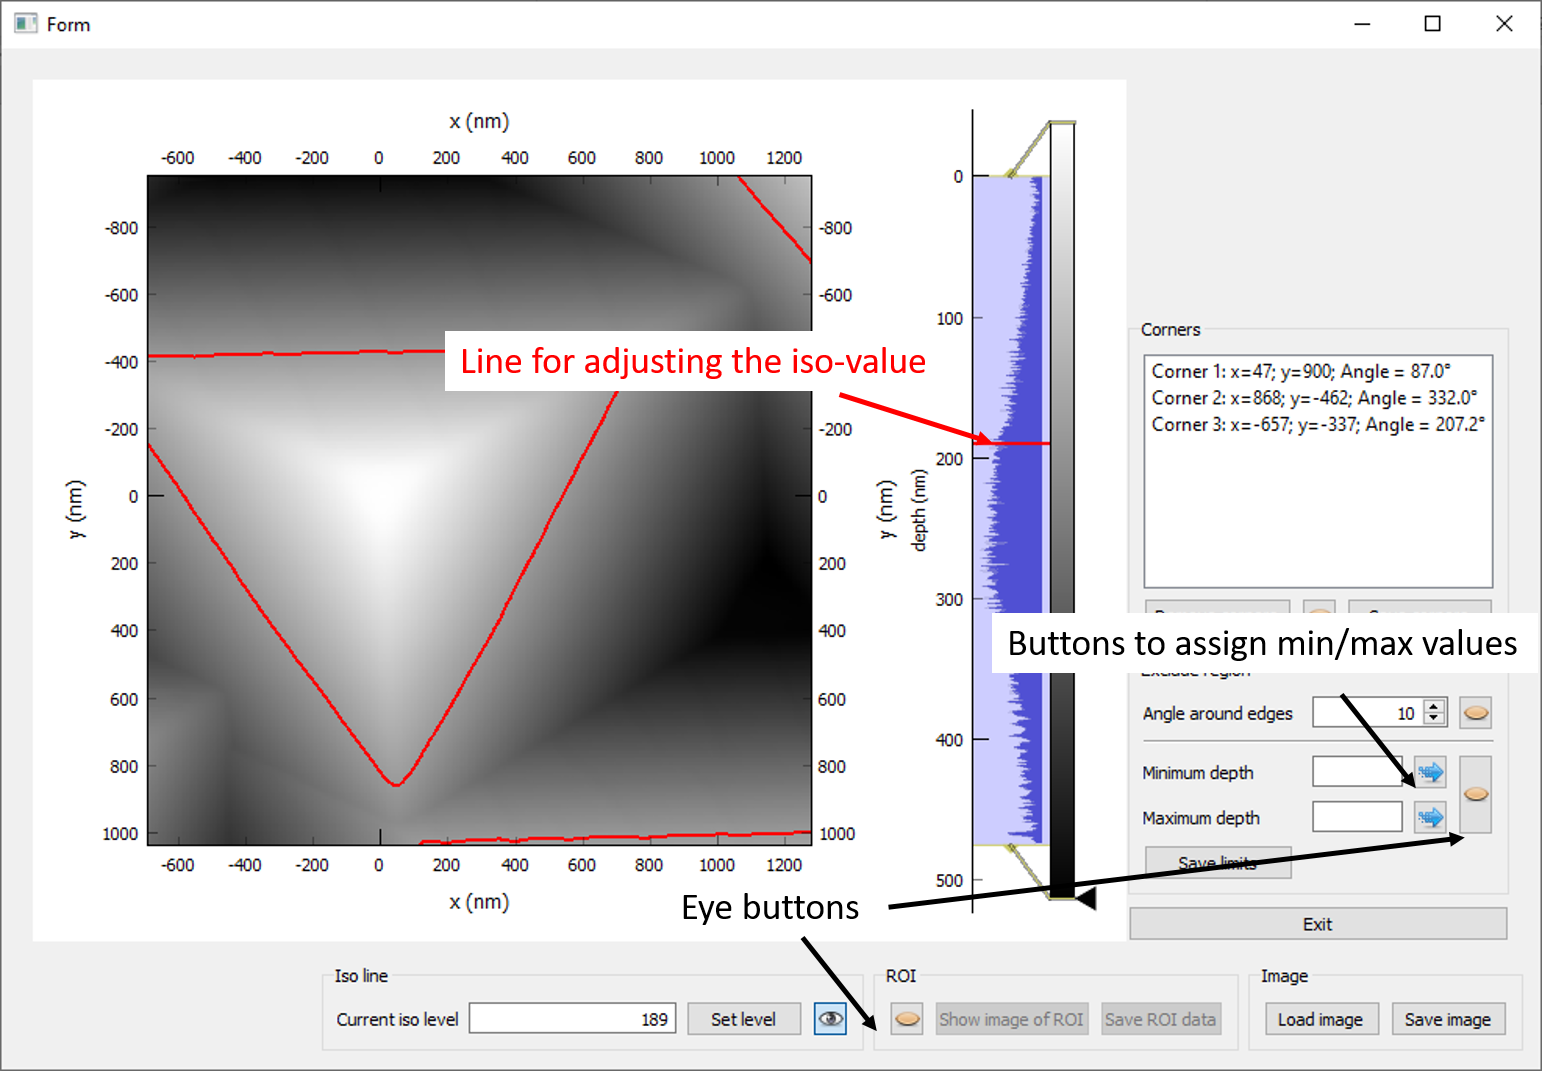 Form
x (nm)
-600 -400 -200 0 200 400 600 800 1000 1200
-800
-600
-400
-200
0
200
400
600
800
1000
y (nm)
-800
-600
-200
0
200
400
600
800
1000
y (nm)
-600 -400 -200 0 200 400 600 800 1000 1200
x (nm)
0
100
200
300
400
500
depth (nm)
Line for adjusting the iso-value
Corners
Corner 1: x=47; y=900; Angle = 87.0°
Corner 2: x=868; y=-462; Angle = 332.0°
Corner 3: x=-657; y=-337; Angle = 207.2°
Buttons to assign min/max values
Exclude region
Angle around edges 10
Minimum depth
Maximum depth
Save limits
Eye buttons
Exit
Iso line
Current iso level 189 Set level
ROI
Show image of ROI Save ROI data
Image
Load image Save image